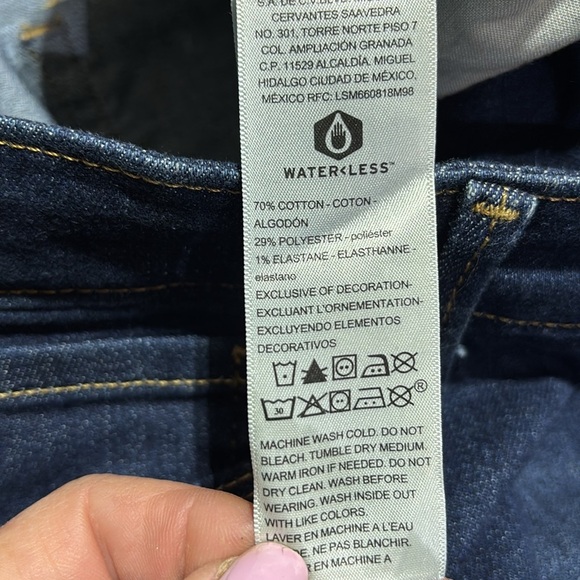 CERVANTES SAAVEDRA
NO. 301, TORRE NORTE PISO 7
COL. AMPLIACIÓN GRANADA
C.P. 11529 ALCALDÍA. MIGUEL
HIDALGO CIUDAD DE MÉXICO,
MÉXICO RFC: LSM660818M98
WATER<LESS™
70% COTTON - COTON -
ALGODÓN
29% POLYESTER - poliéster
1% ELASTANE - ELASTHANNE -
elastano
EXCLUSIVE OF DECORATION-
EXCLUANT L'ORNEMENTATION-
EXCLUYENDO ELEMENTOS
DECORATIVOS
30 ®
MACHINE WASH COLD. DO NOT
BLEACH. TUMBLE DRY MEDIUM.
WARM IRON IF NEEDED. DO NOT
DRY CLEAN. WASH BEFORE
WEARING. WASH INSIDE OUT
WITH LIKE COLORS.
LAVER EN MACHINE A L'EAU
NE PAS BLANCHIR.
ER EN MACHINE A